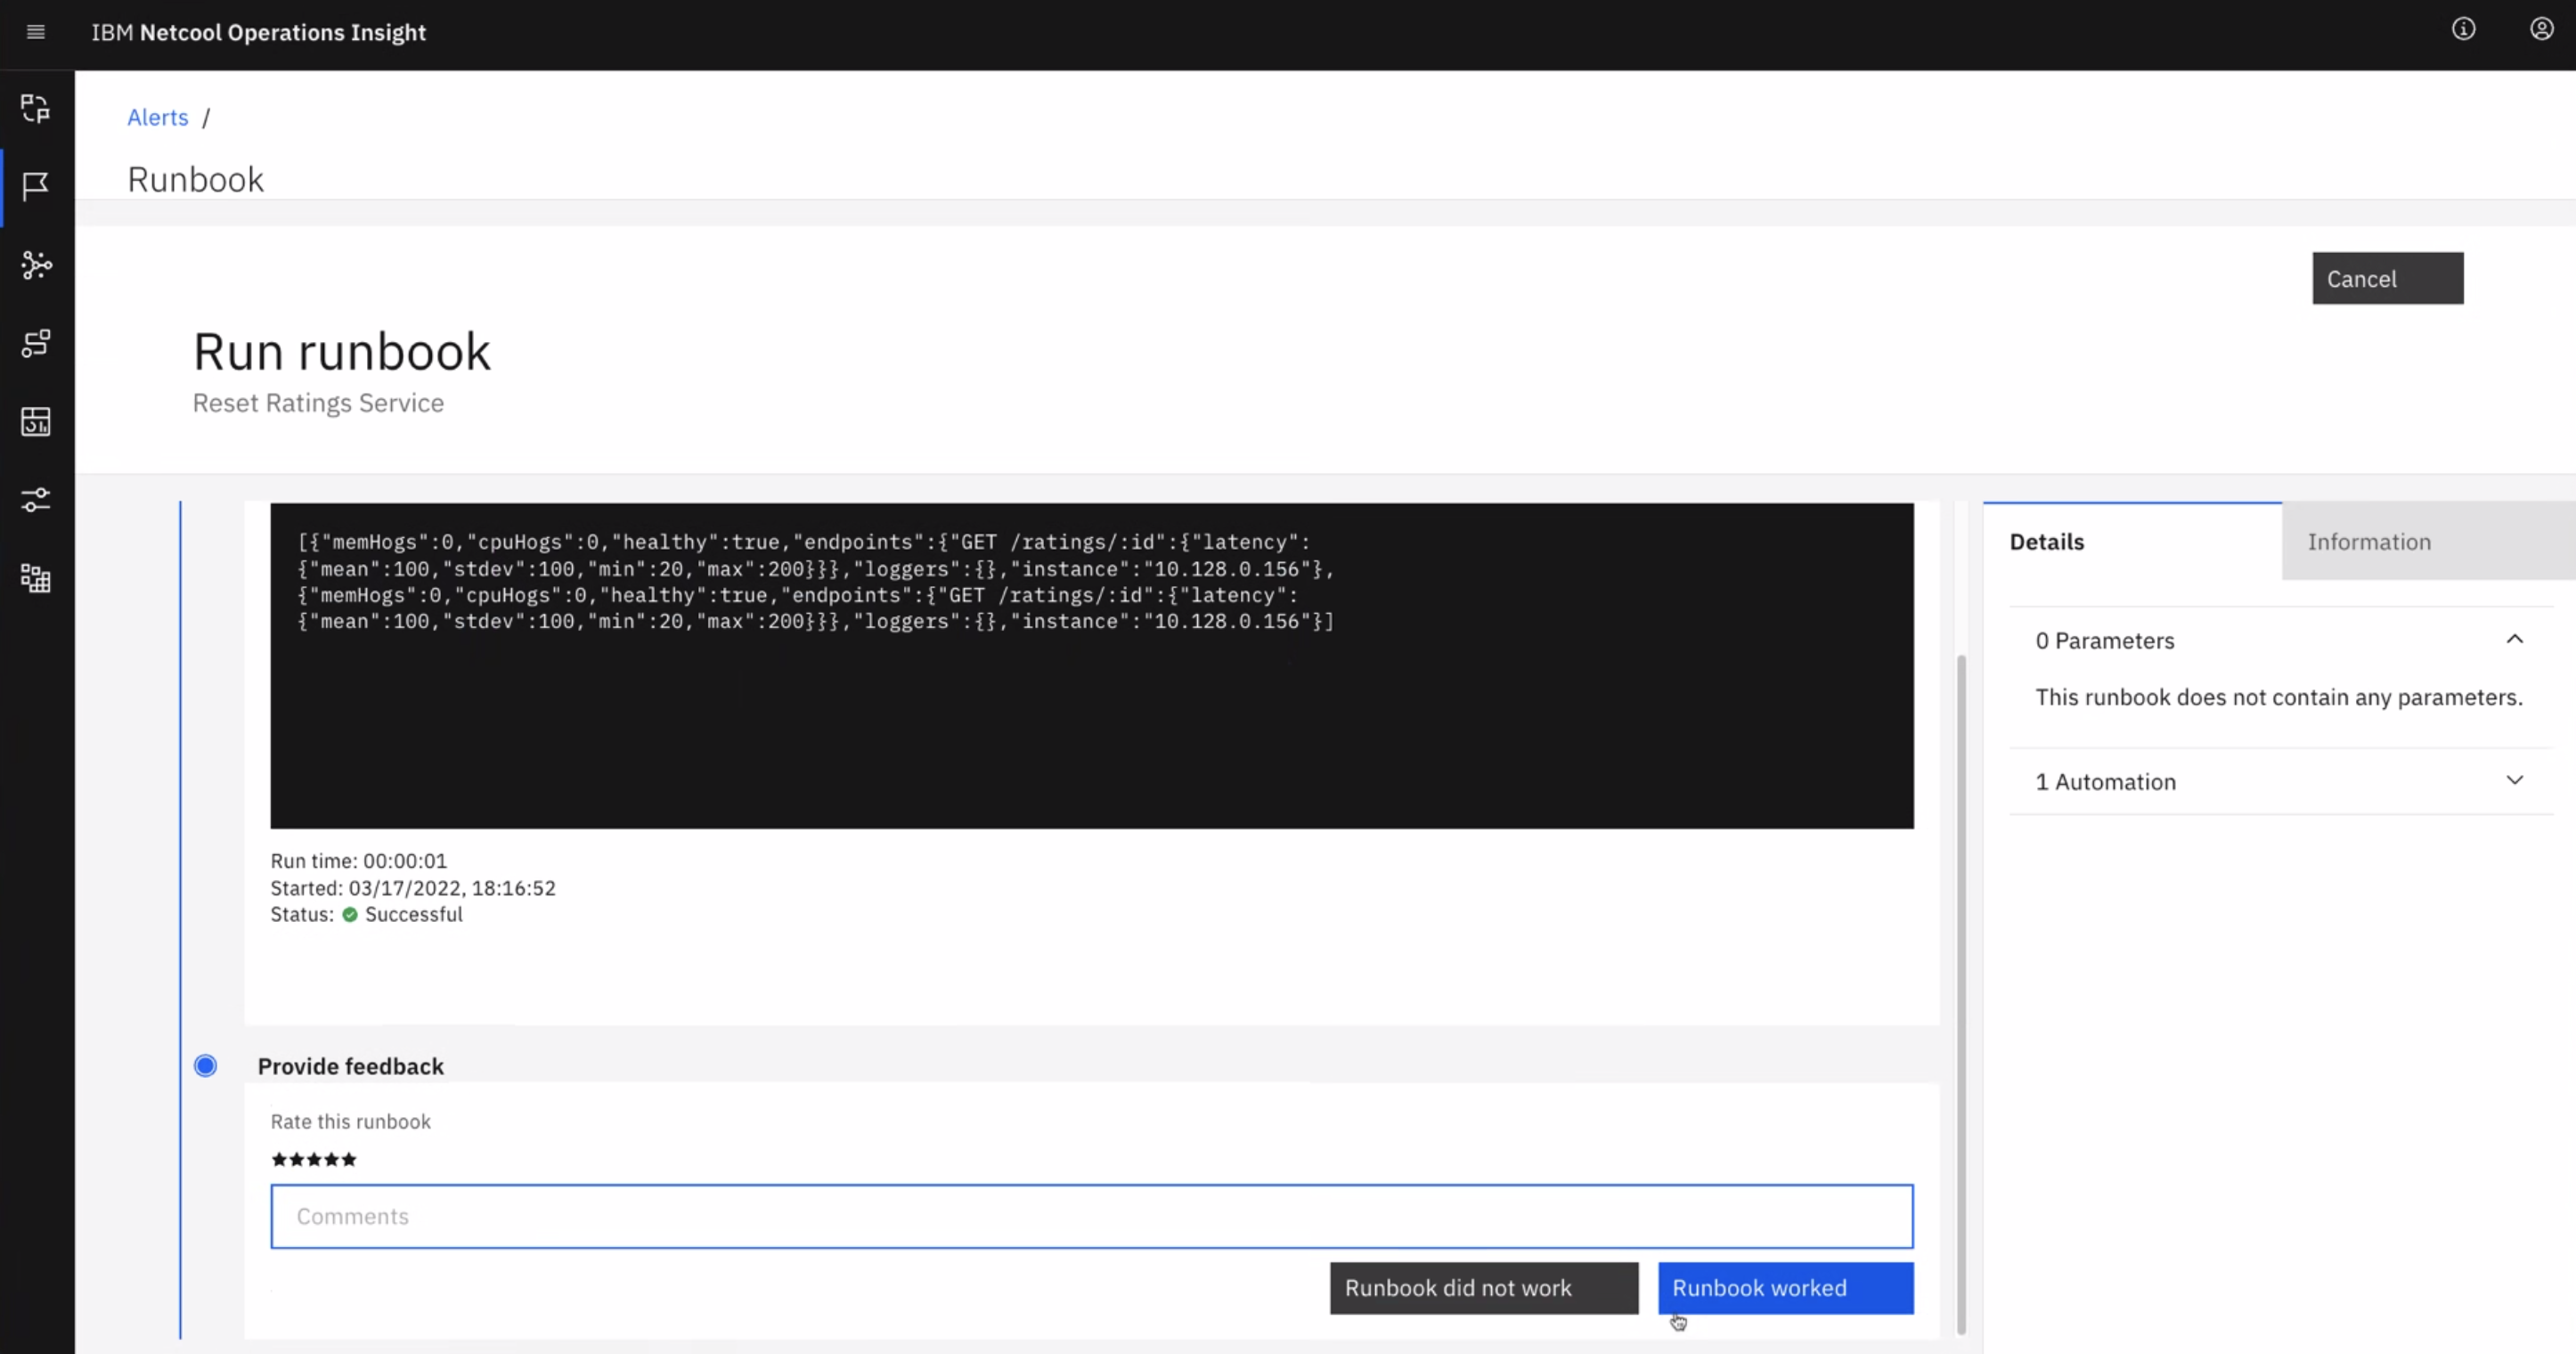 IBM Netcool Operations Insight
Alerts /
Runbook
Cancel
Run runbook
Reset Ratings Service
[{"memHogs":0,"cpuHogs":0,"healthy":true,"endpoints":{"GET /ratings/:id":{"latency":
{"mean":100,"stdev":100,"min":20,"max":200}}},"loggers":{},"instance":"10.128.0.156"},
{"memHogs":0,"cpuHogs":0,"healthy":true,"endpoints":{"GET /ratings/:id":{"latency":
{"mean":100,"stdev":100,"min":20,"max":200}}},"loggers":{},"instance":"10.128.0.156"}]
Run time: 00:00:01
Started: 03/17/2022, 18:16:52
Status: Successful
Provide feedback
Rate this runbook
★★★★★
Comments
Runbook did not work
Runbook worked
Details
Information
0 Parameters
This runbook does not contain any parameters.
1 Automation